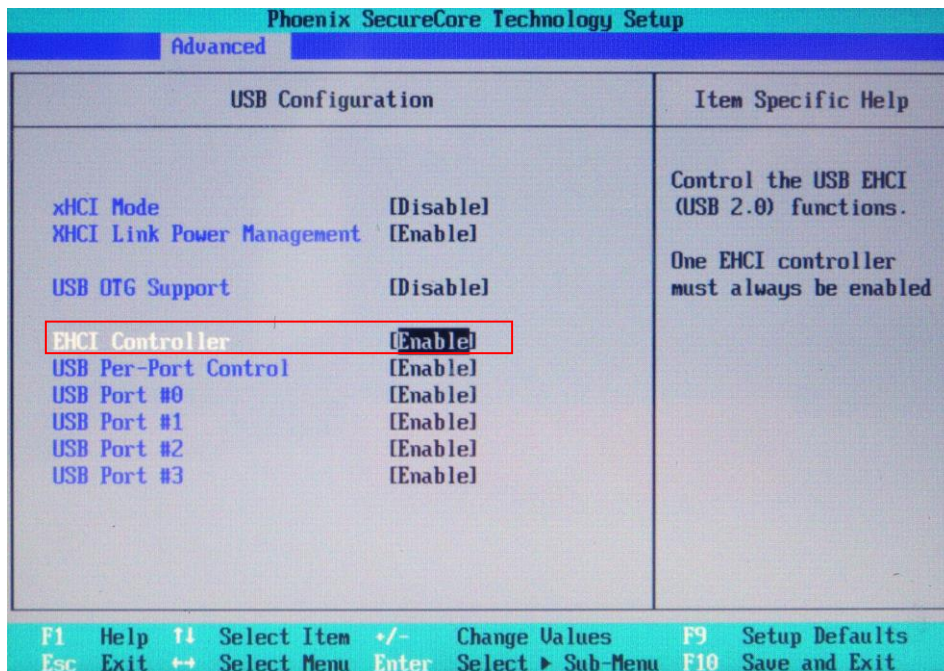 Phoenix SecureCore Technology Setup
Advanced
USB Configuration
Item Specific Help
xHCI Mode [Disable]
XHCI Link Power Management [Enable]
USB OTG Support [Disable]
EHCI Controller [Enable]
USB Per-Port Control [Enable]
USB Port #0 [Enable]
USB Port #1 [Enable]
USB Port #2 [Enable]
USB Port #3 [Enable]
Control the USB EHCI
(USB 2.0) functions.
One EHCI controller
must always be enabled
F1 Help ↑↓ Select Item +/- Change Values F9 Setup Defaults
Esc Exit ↔ Select Menu Enter Select ▶ Sub-Menu F10 Save and Exit